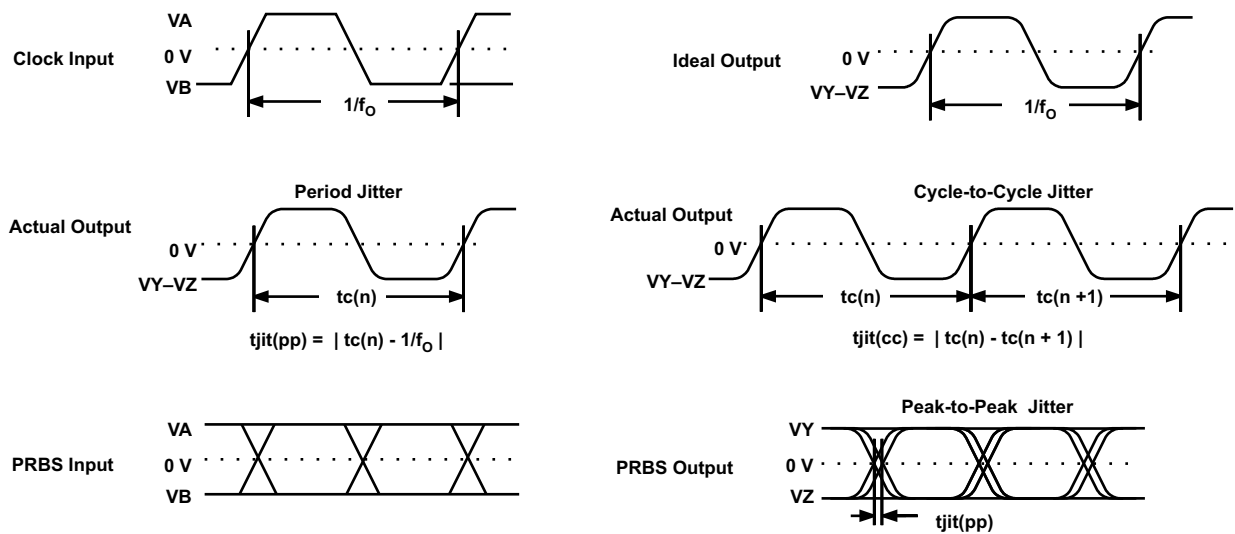 VA
Clock Input
0 V
VB
1/fO
Ideal Output
0 V
VY–VZ
1/fO
Period Jitter
Actual Output
0 V
VY–VZ
tc(n)
tjit(pp) = | tc(n) - 1/fO |
Cycle-to-Cycle Jitter
Actual Output
0 V
VY–VZ
tc(n)
tc(n +1)
tjit(cc) = | tc(n) - tc(n + 1) |
VA
PRBS Input
0 V
VB
Peak-to-Peak Jitter
VY
PRBS Output
0 V
VZ
tjit(pp)